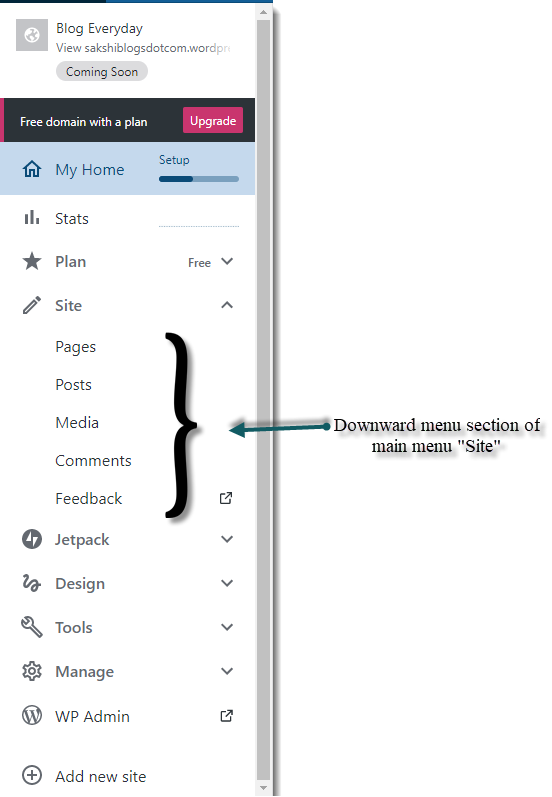 Blog Everyday
View sakshiblogsdotcom.wordpr
Coming Soon
Free domain with a plan Upgrade
My Home Setup
Stats
Plan Free
Site
Pages
Posts
Media
Comments
Feedback
Downward menu section of
main menu "Site"
Jetpack
Design
Tools
Manage
WP Admin
Add new site